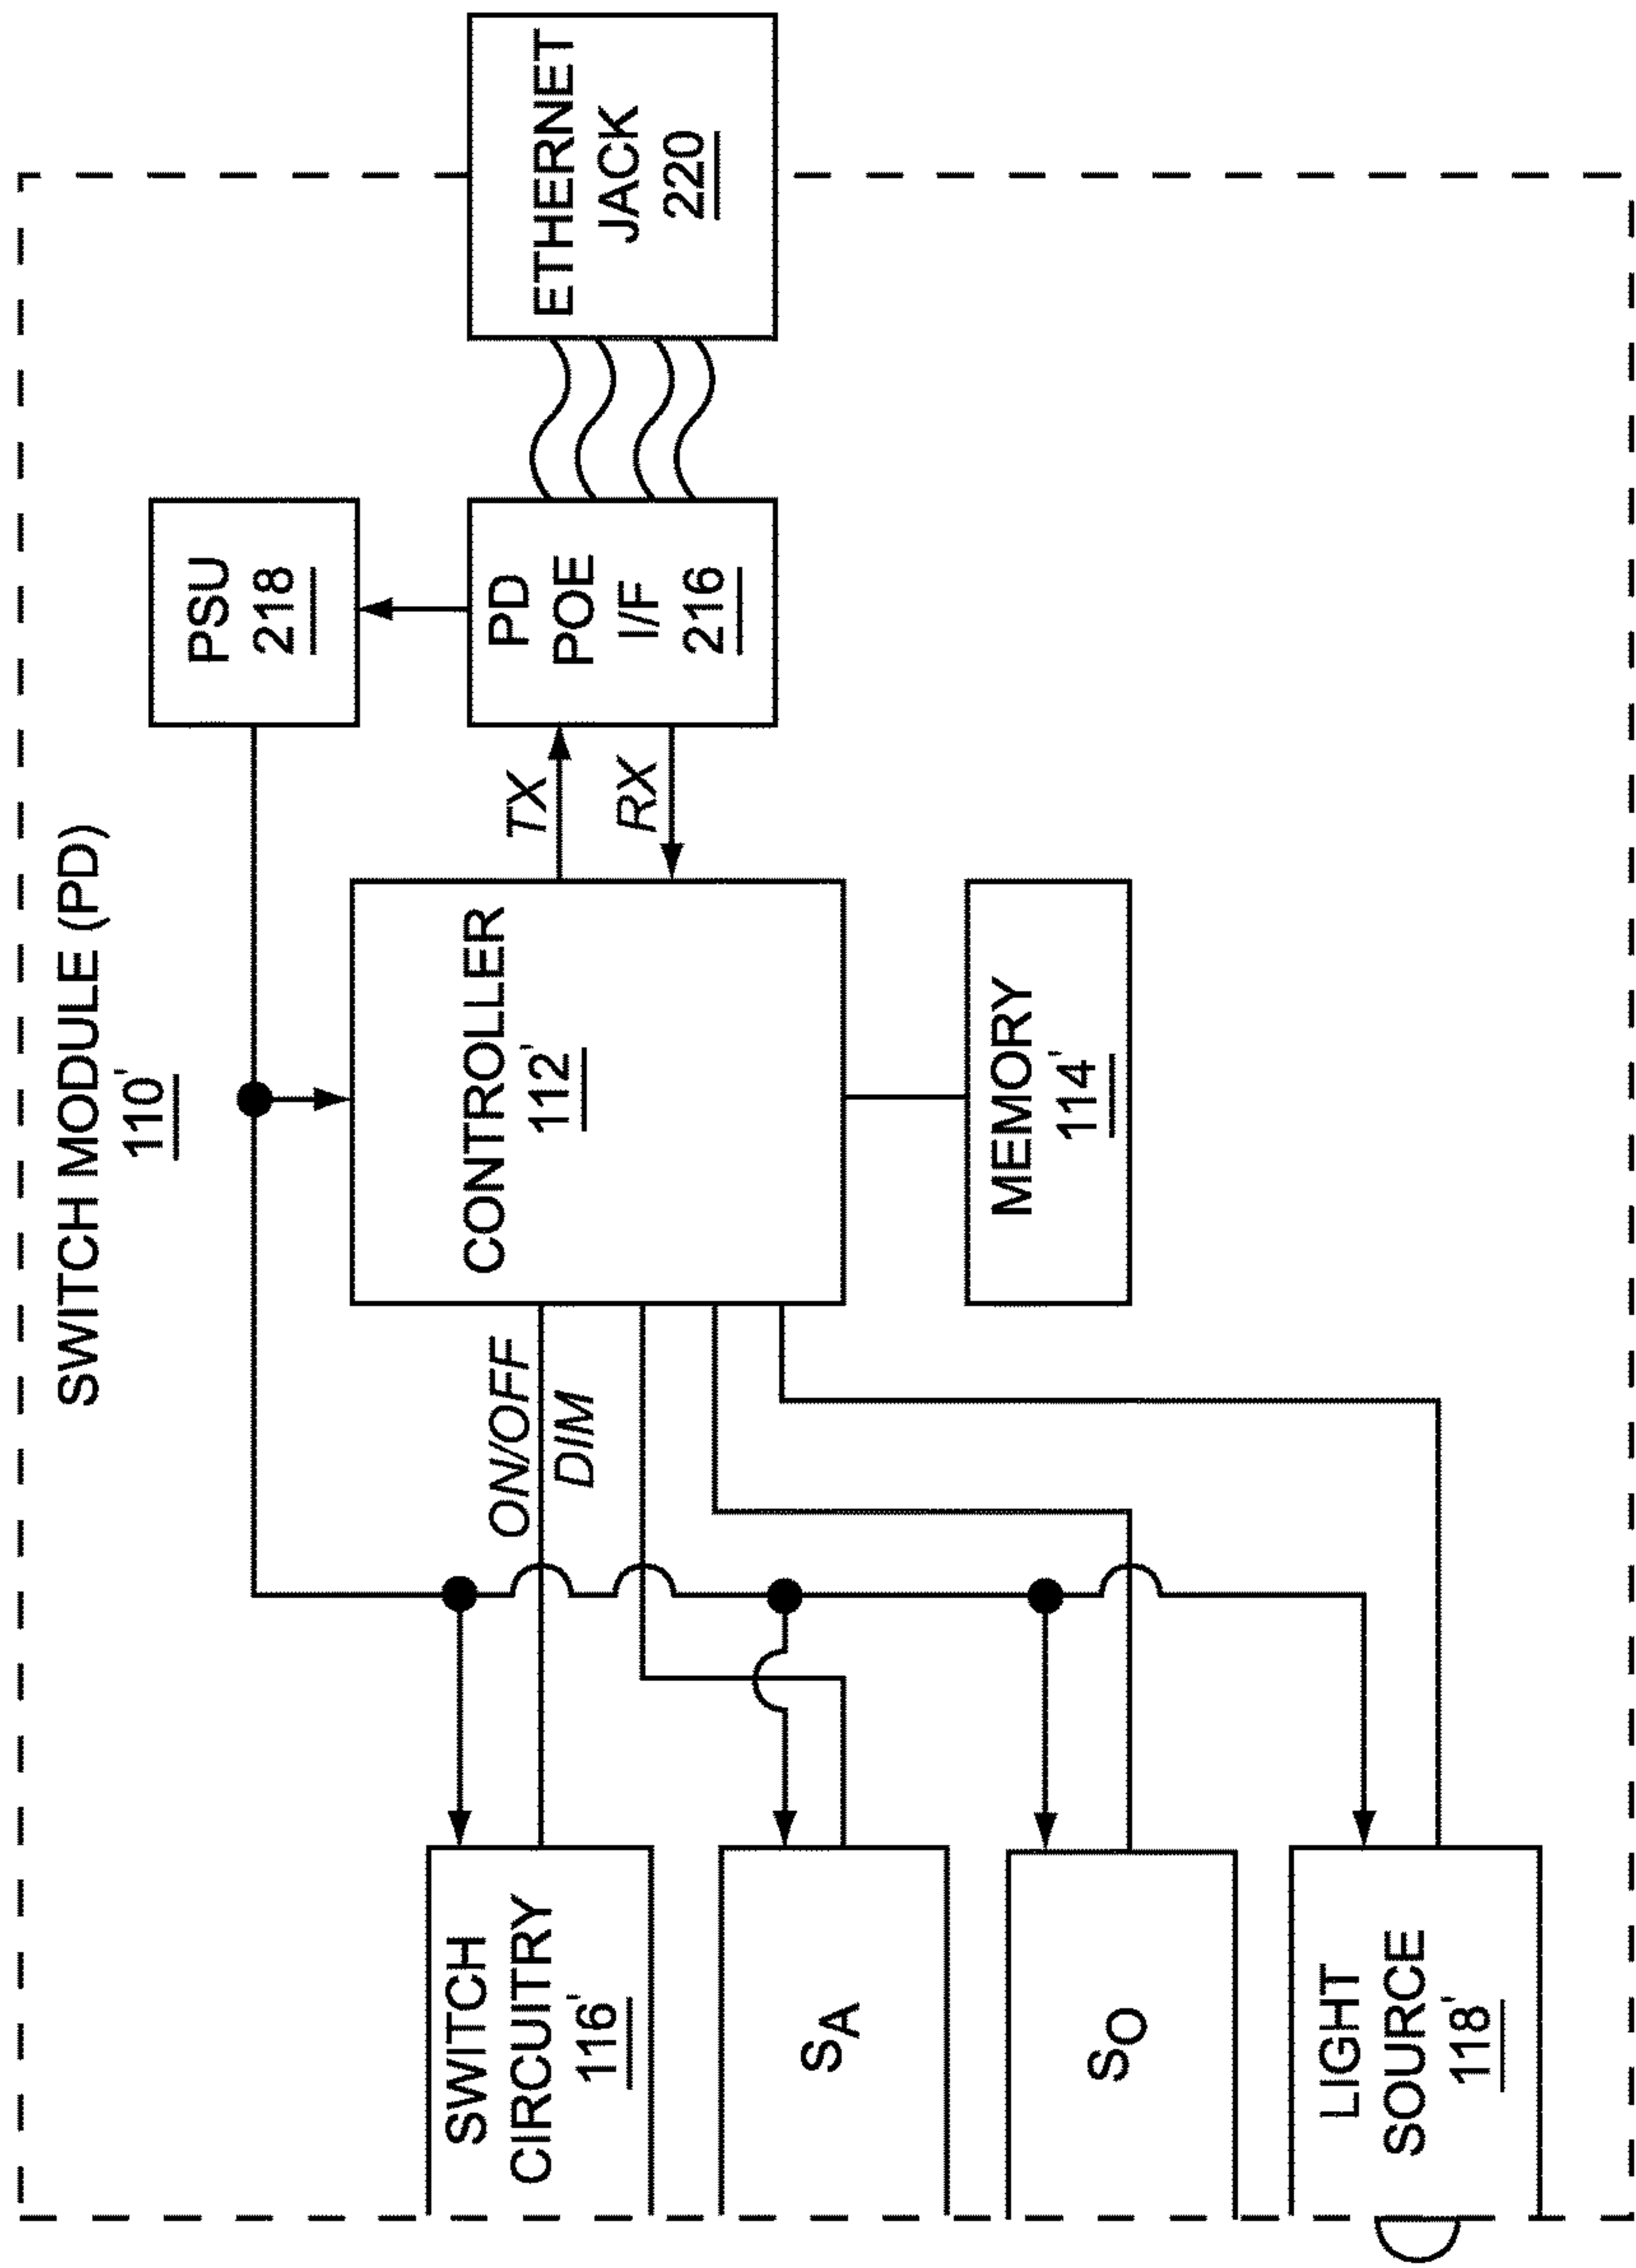 SWITCH MODULE (PD)
110'
SWITCH
CIRCUITRY
116'
ON/OFF
DIM
CONTROLLER
112'
TX
RX
PSU
218
PD
POE
I/F
216
ETHERNET
JACK
220
SA
SO
MEMORY
114'
LIGHT
SOURCE
118'